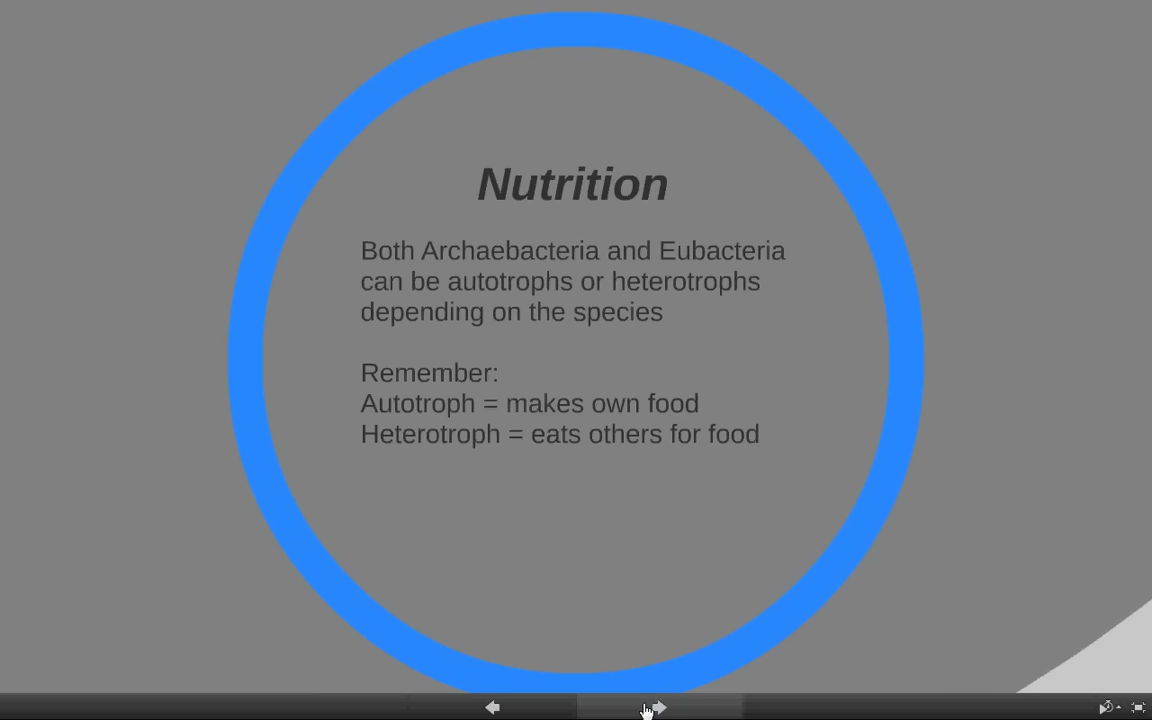 Nutrition
Both Archaebacteria and Eubacteria
can be autotrophs or heterotrophs
depending on the species
Remember:
Autotroph = makes own food
Heterotroph = eats others for food